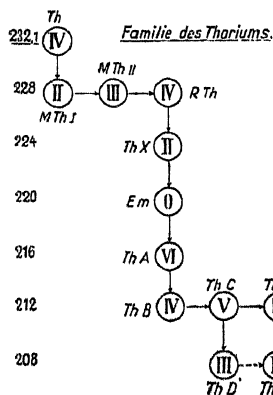 Th
232,1 IV Familie des Thoriums.
M Th II
228 II III IV R Th
M Th I
224 Th X II
220 Em 0
216 Th A VI
Th C
212 Th B IV V
208 III
Th D'